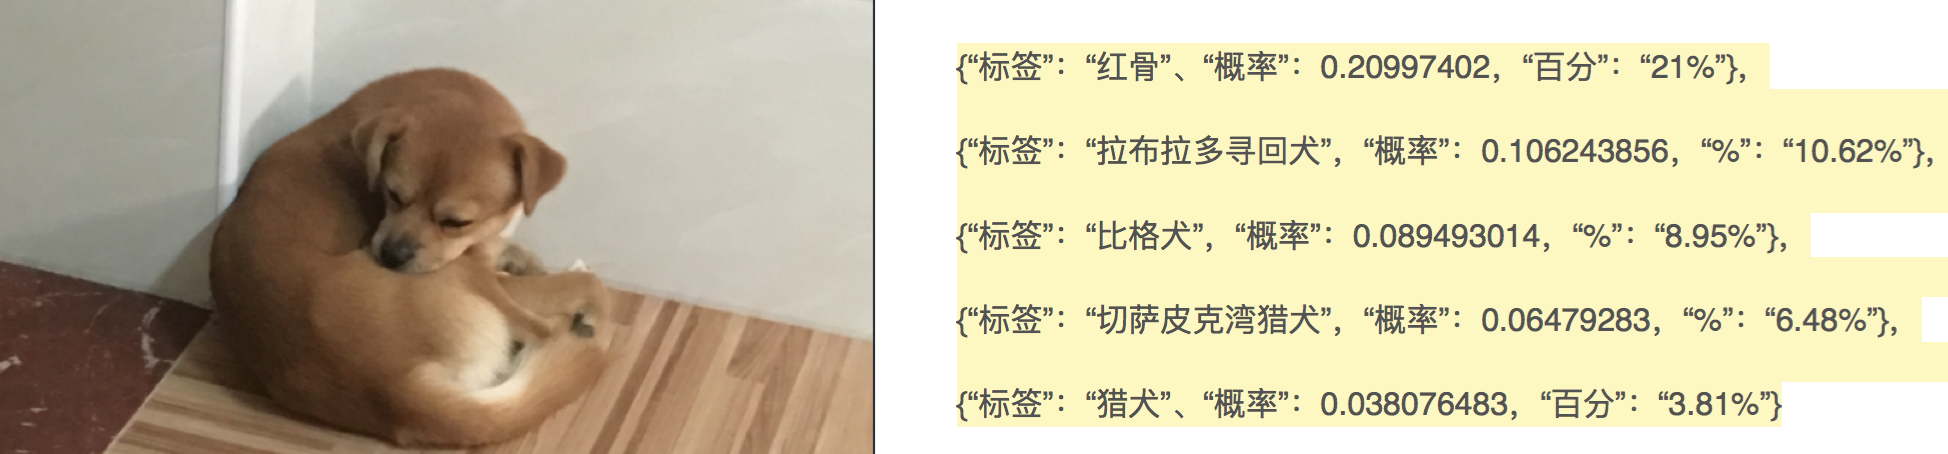 {“标签”：“红骨”、“概率”：0.20997402，“百分”：“21%”},
{“标签”：“拉布拉多寻回犬”，“概率”：0.106243856，“%”：“10.62%”},
{“标签”：“比格犬”，“概率”：0.089493014，“%”：“8.95%”},
{“标签”：“切萨皮克湾猎犬”，“概率”：0.06479283，“%”：“6.48%”},
{“标签”：“猎犬”、“概率”：0.038076483，“百分”：“3.81%”}